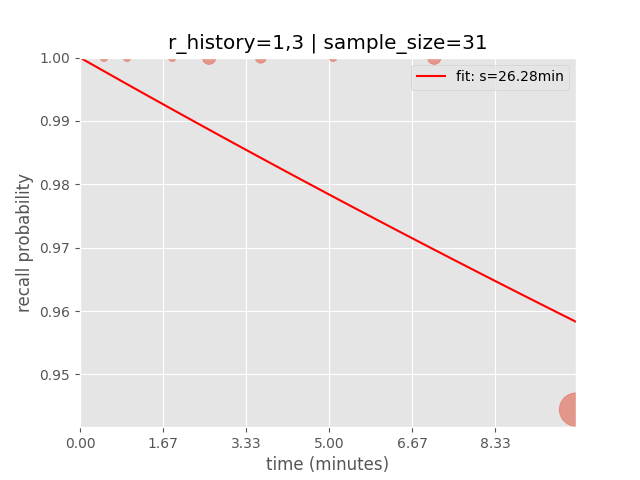 r_history=1,3 | sample_size=31
fit: s=26.28min
1.00
0.99
0.98
0.97
0.96
0.95
recall probability
0.00 1.67 3.33 5.00 6.67 8.33
time (minutes)